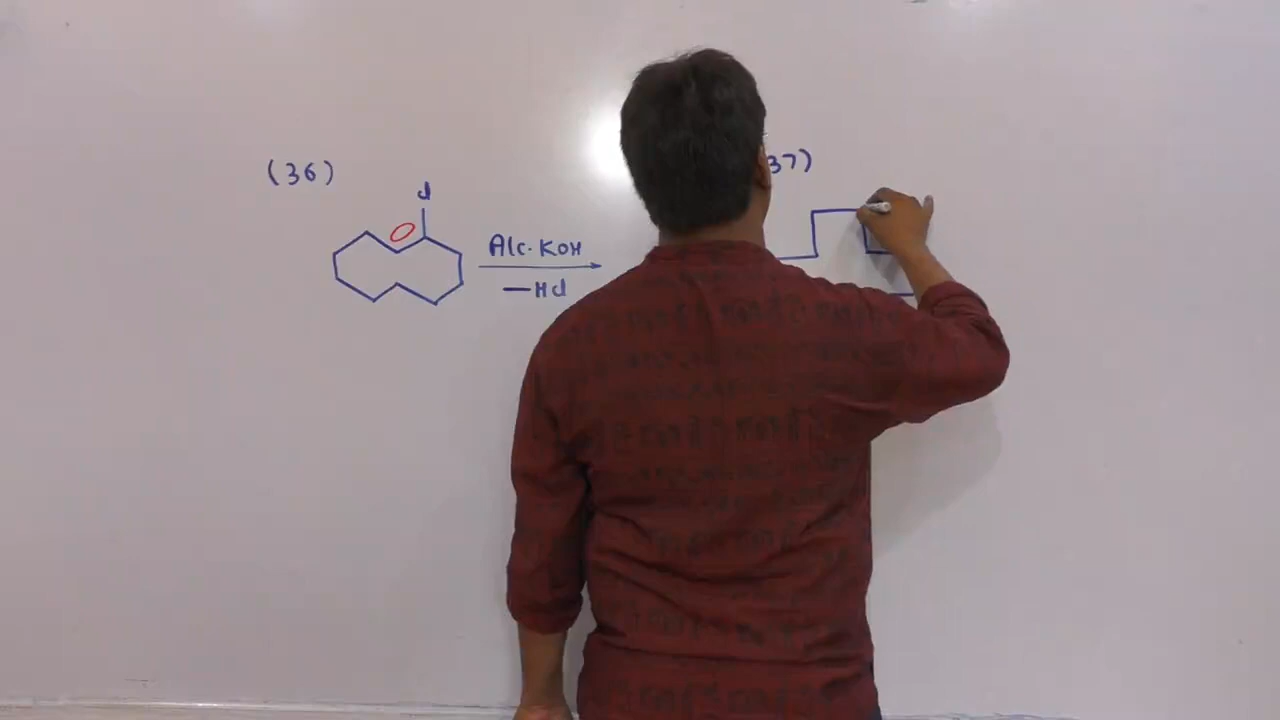 (36)
Cl
Alc. KOH
—HCl
37)